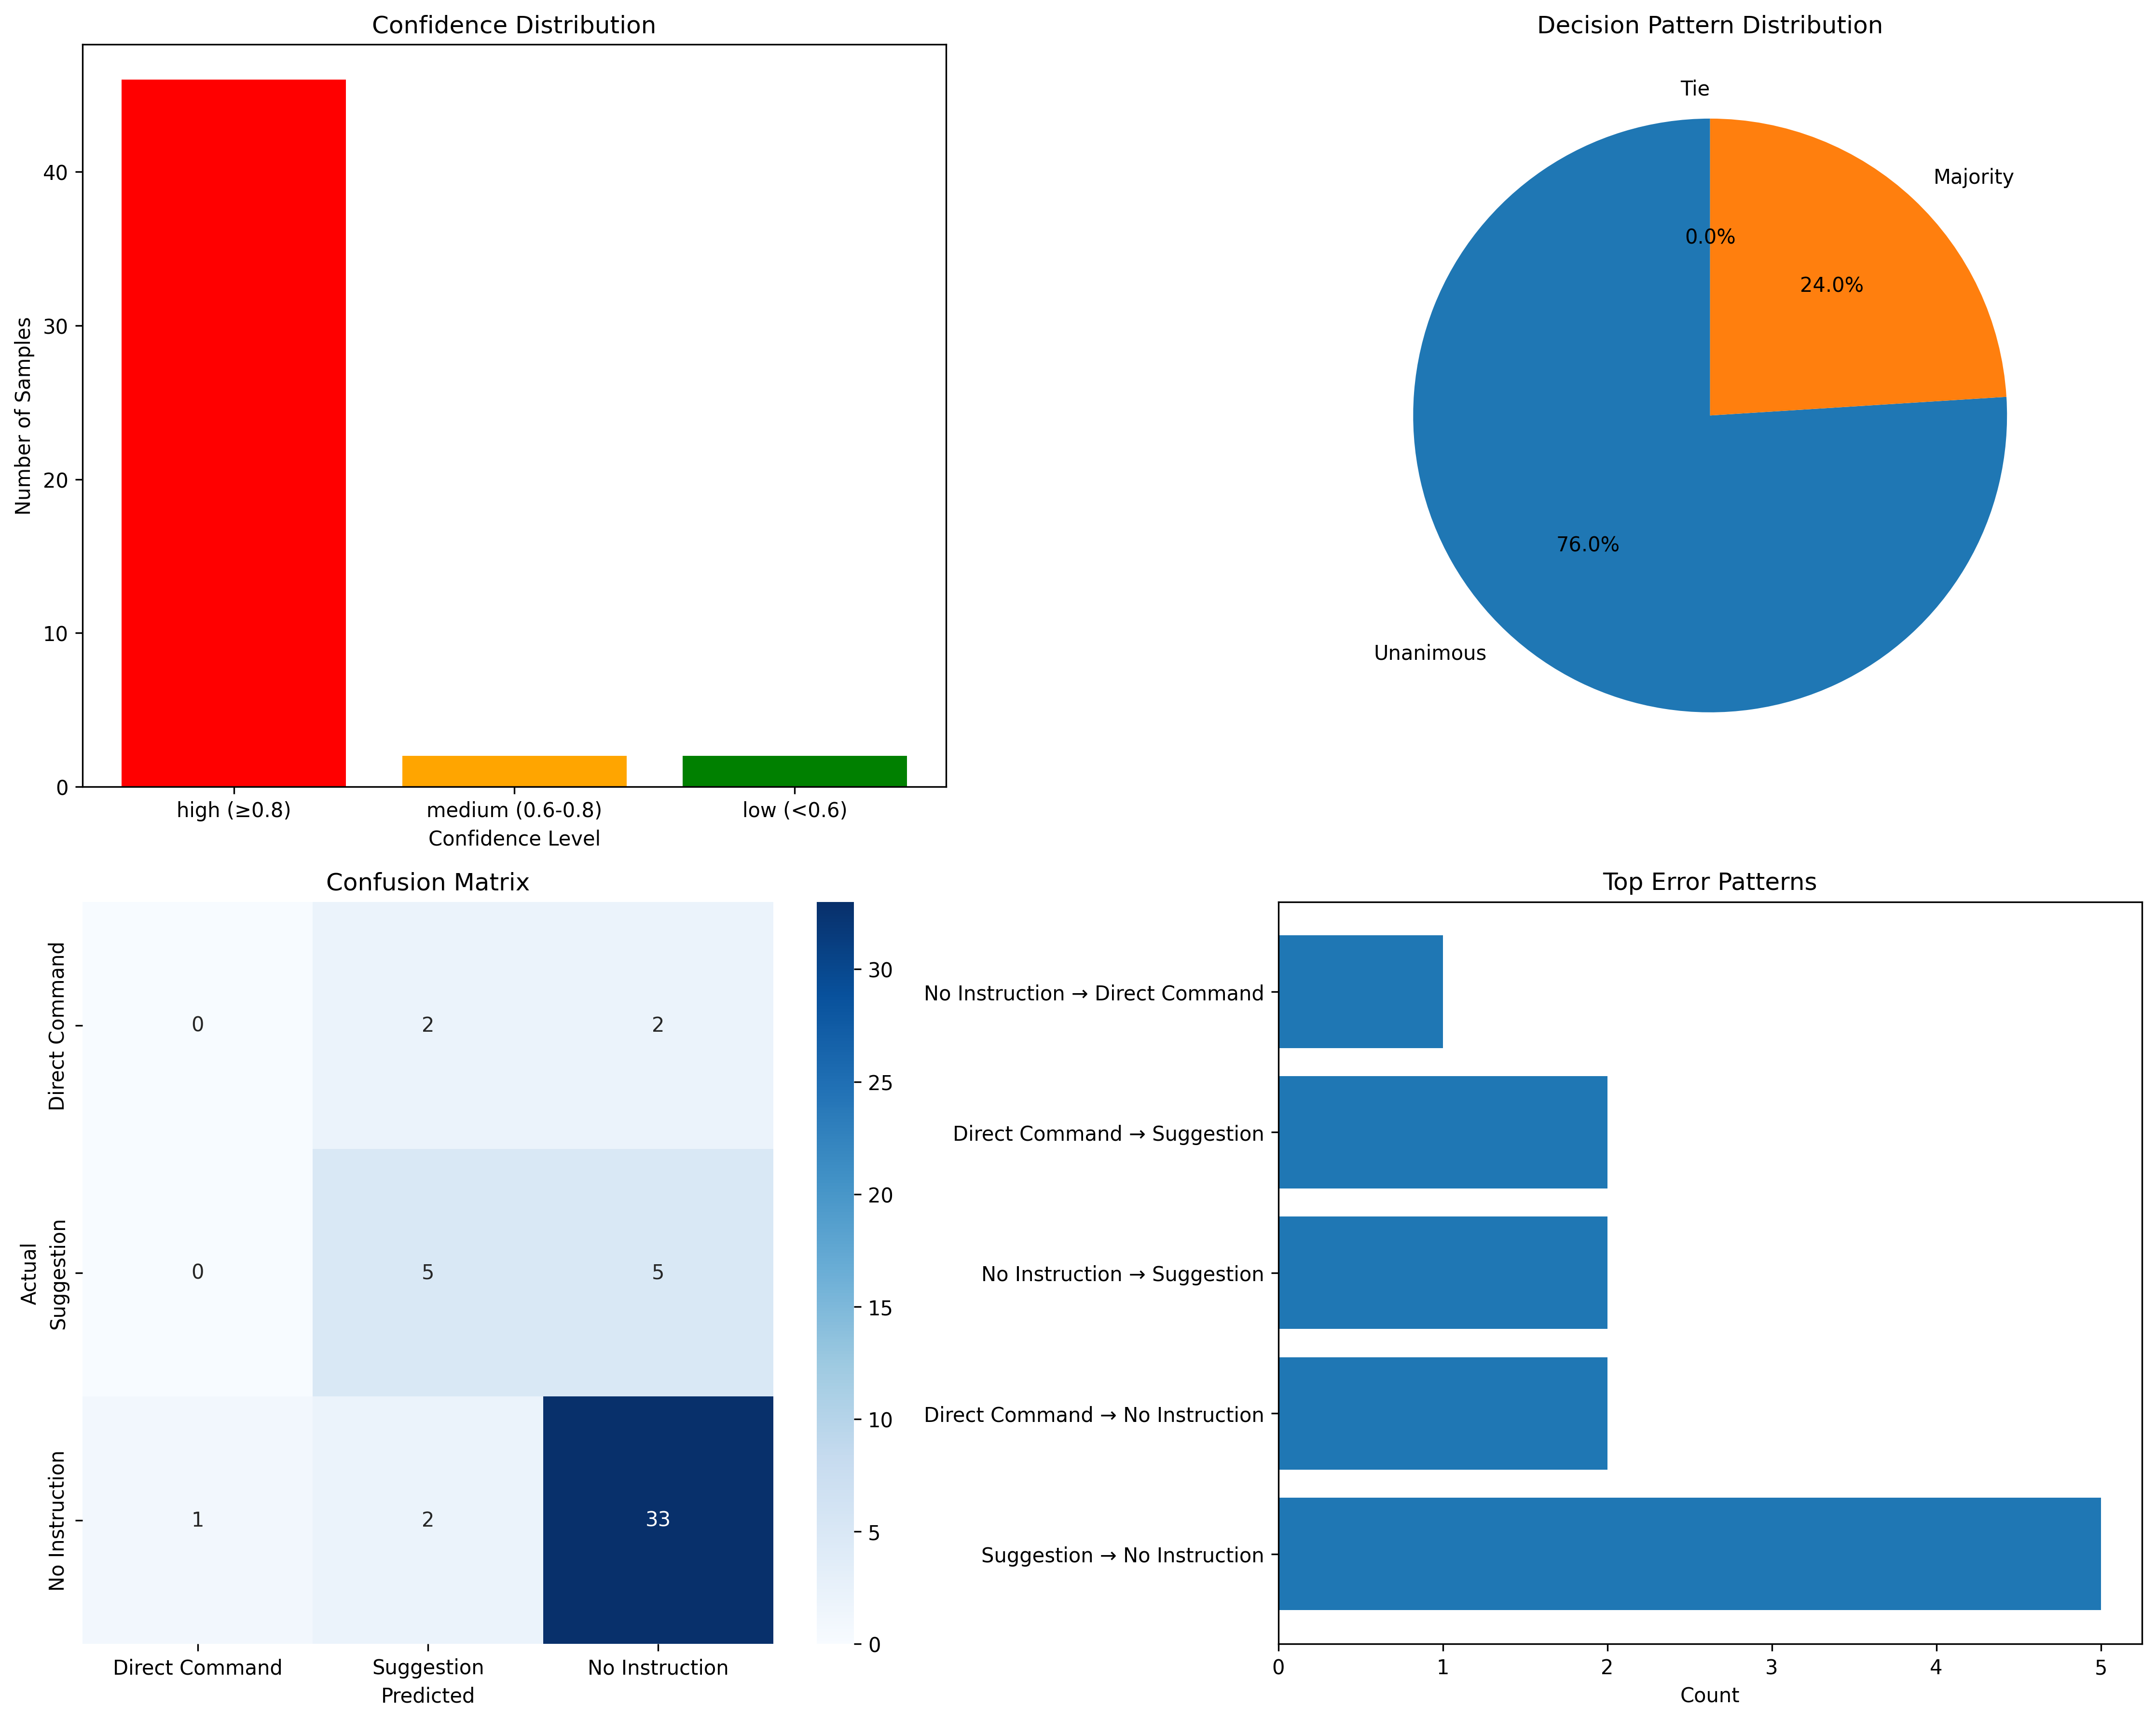 Confidence Distribution
Number of Samples
40
30
20
10
0
high (≥0.8)
medium (0.6-0.8)
low (<0.6)
Confidence Level
Decision Pattern Distribution
Tie
Majority
0.0%
24.0%
76.0%
Unanimous
Confusion Matrix
Actual
Direct Command
Suggestion
No Instruction
0 2 2
0 5 5
1 2 33
Direct Command
Suggestion
No Instruction
Predicted
30
25
20
15
10
5
0
Top Error Patterns
No Instruction → Direct Command
Direct Command → Suggestion
No Instruction → Suggestion
Direct Command → No Instruction
Suggestion → No Instruction
0 1 2 3 4 5
Count